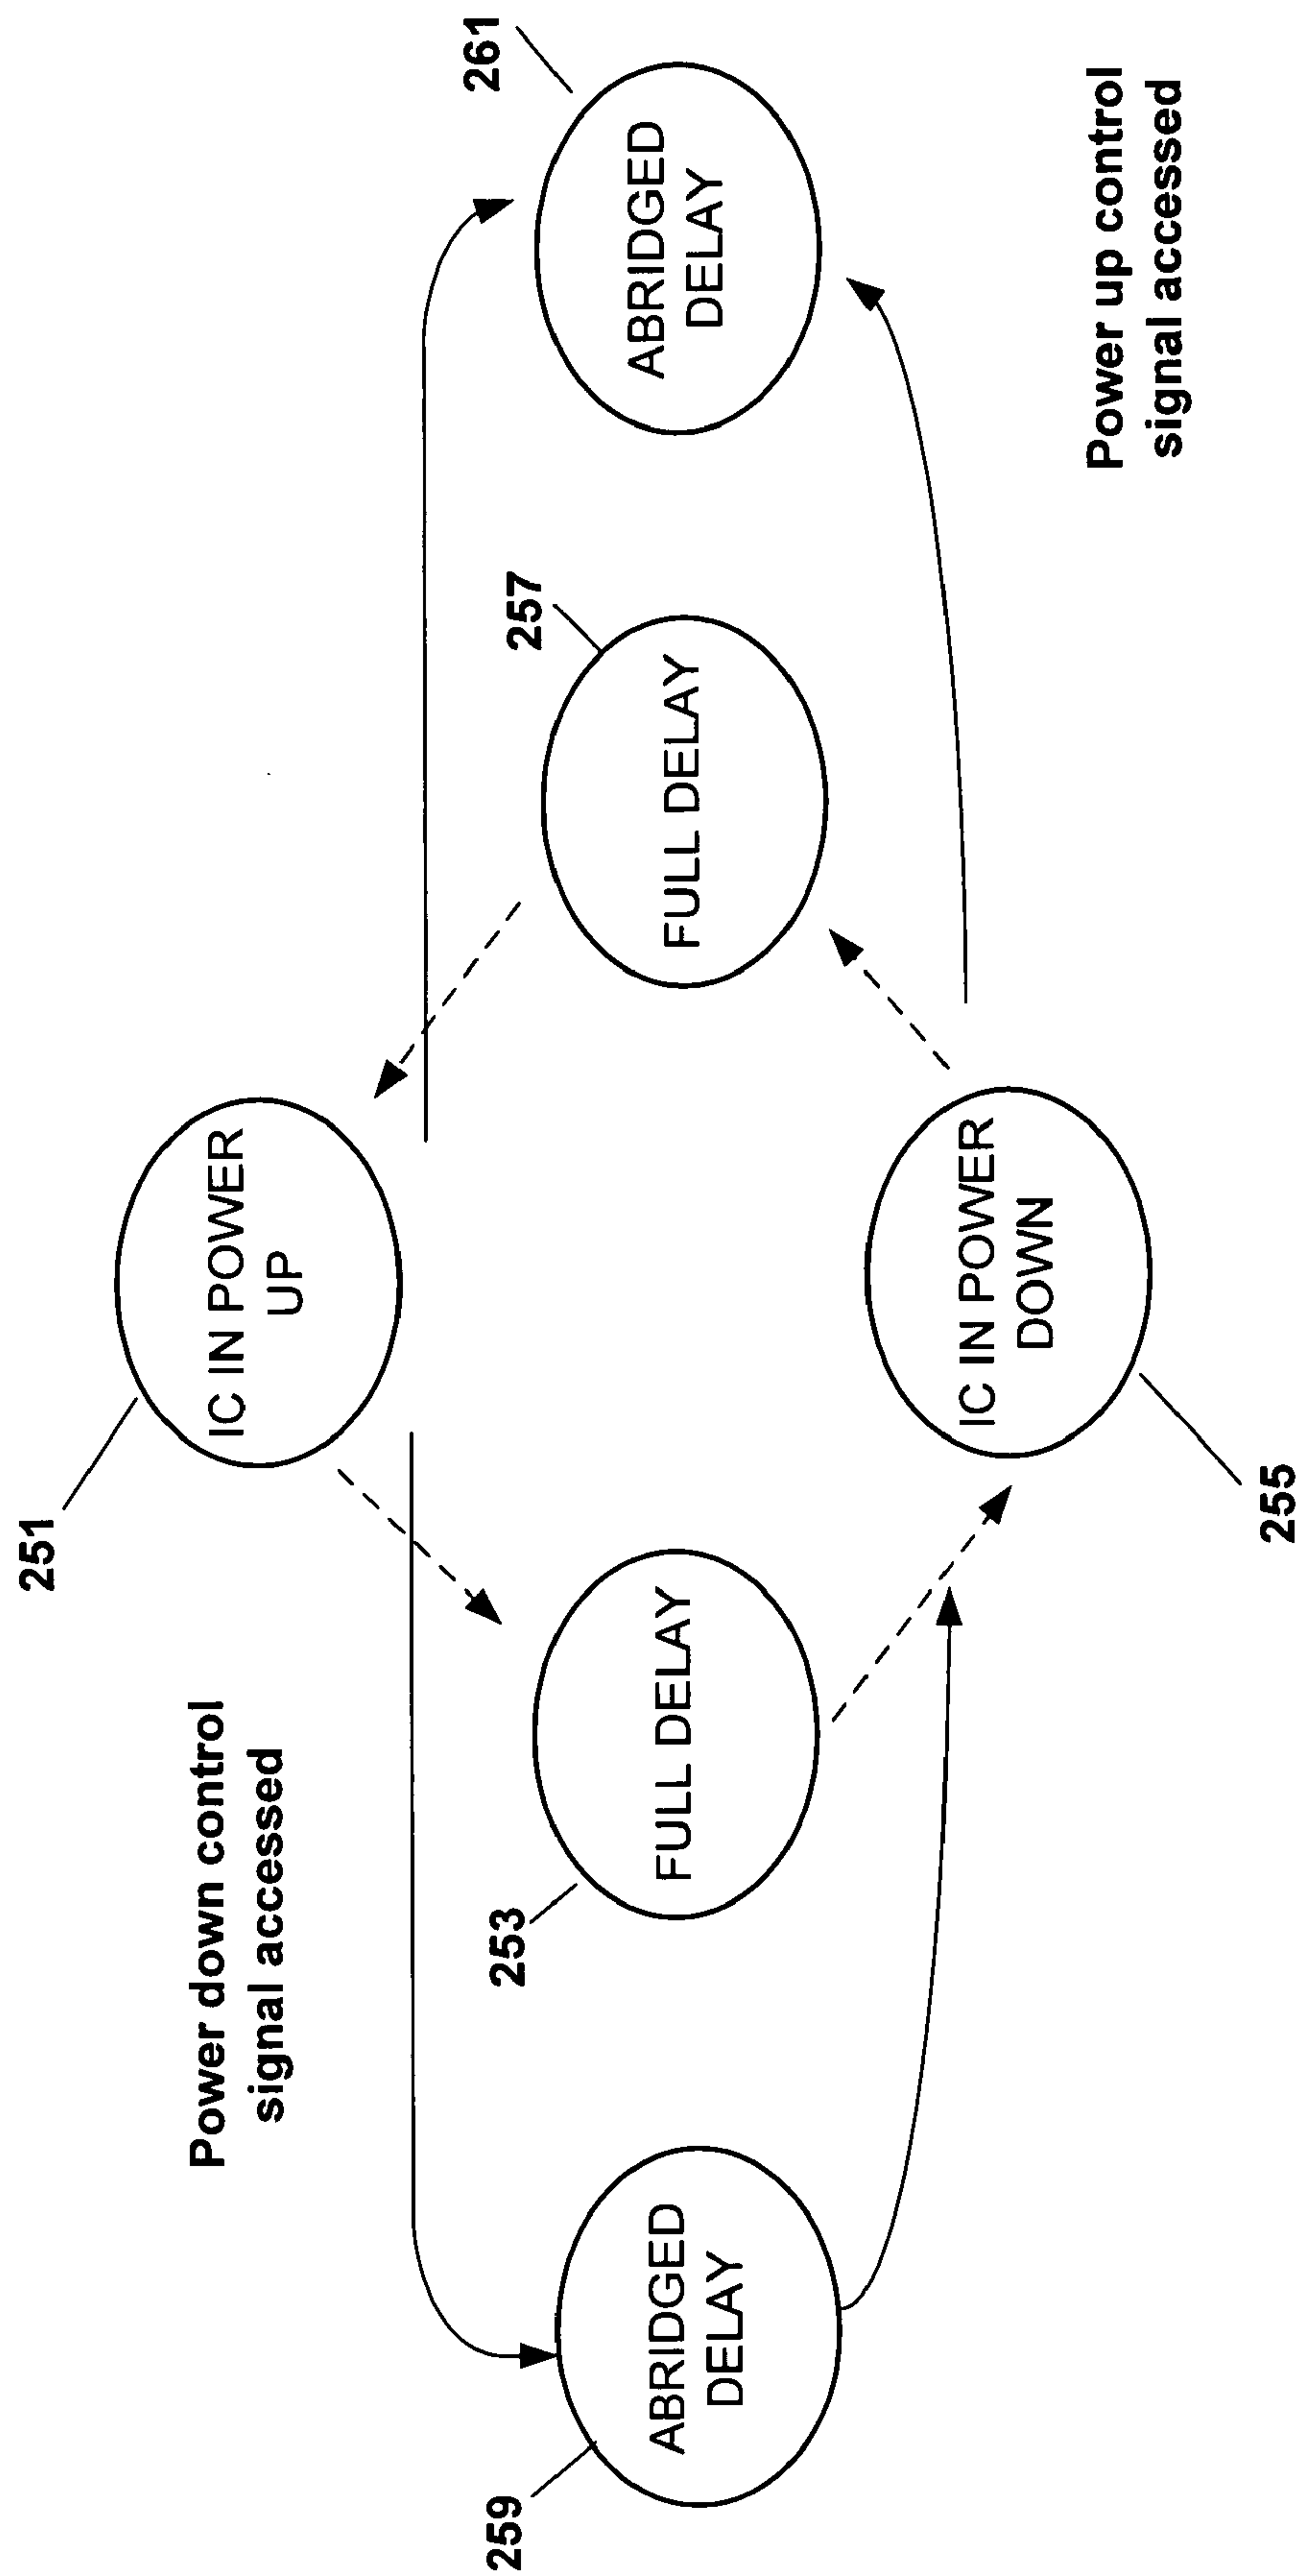 251
IC IN POWER
UP
Power down control
signal accessed
259
ABRIDGED
DELAY
253
FULL DELAY
257
FULL DELAY
261
ABRIDGED
DELAY
IC IN POWER
DOWN
255
Power up control
signal accessed